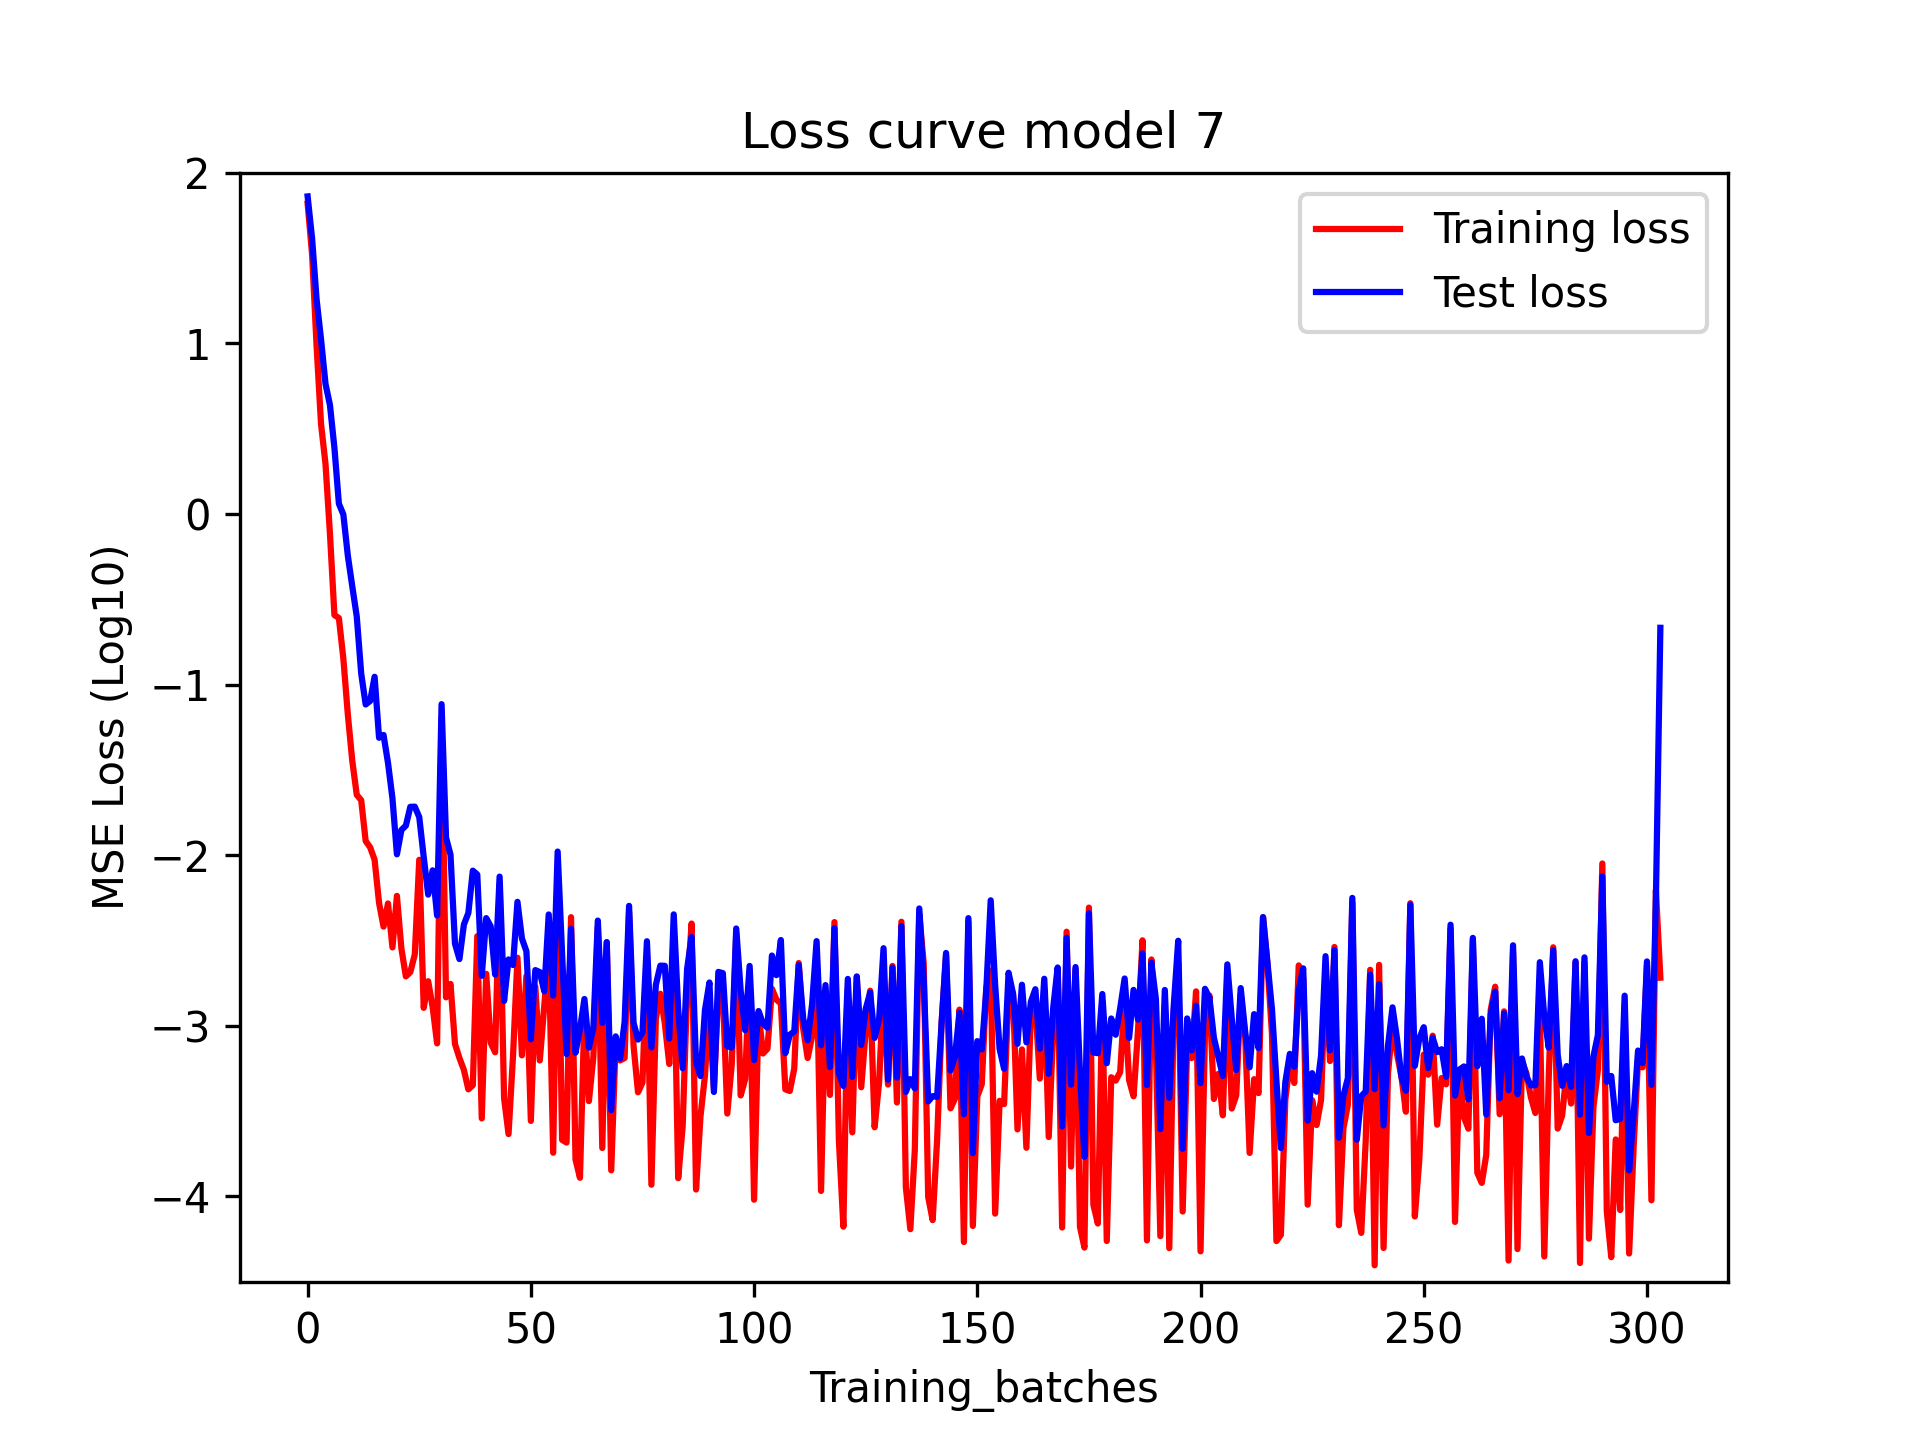 Loss curve model 7
Training loss
Test loss
MSE Loss (Log10)
2
1
0
−1
−2
−3
−4
0 50 100 150 200 250 300
Training_batches